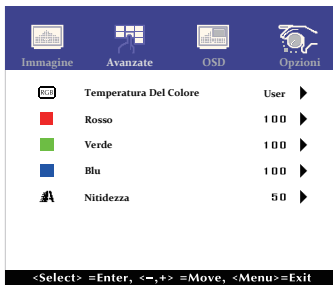 Immagine Avanzate OSD Opzioni
RGB Temperatura Del Colore User
Rosso 100
Verde 100
Blu 100
Nitidezza 50
<Select> =Enter, <−,+> =Move, <Menu>=Exit